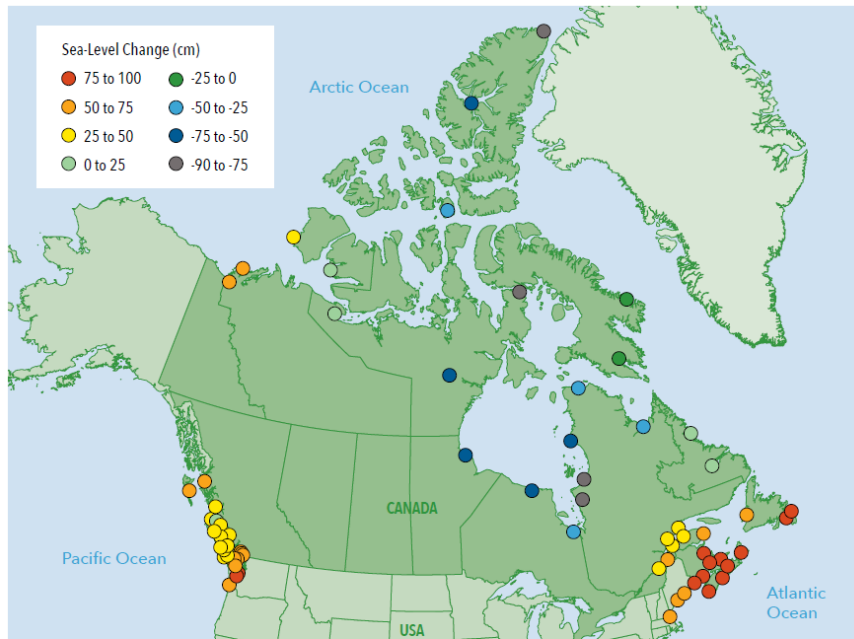 Sea-Level Change (cm)
75 to 100
-25 to 0
50 to 75
-50 to -25
25 to 50
-75 to -50
0 to 25
-90 to -75
Arctic Ocean
CANADA
Pacific Ocean
Atlantic
Ocean
USA